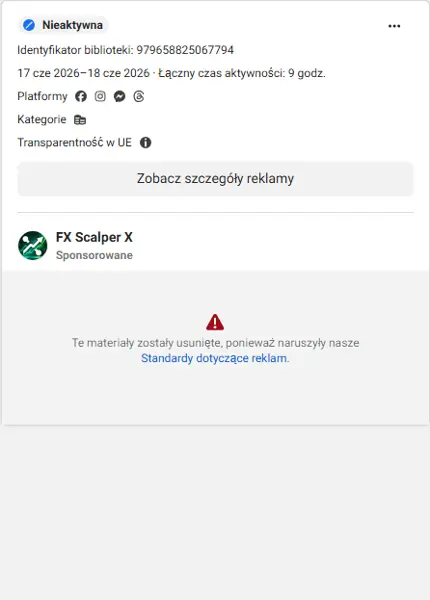 Nieaktywna
Identyfikator biblioteki: 979658825067794
17 cze 2026–18 cze 2026 · Łączny czas aktywności: 9 godz.
Platformy
Kategorie
Transparentność w UE
Zobacz szczegóły reklamy
FX Scalper X
Sponsorowane
Te materiały zostały usunięte, ponieważ naruszyły nasze
Standardy dotyczące reklam.